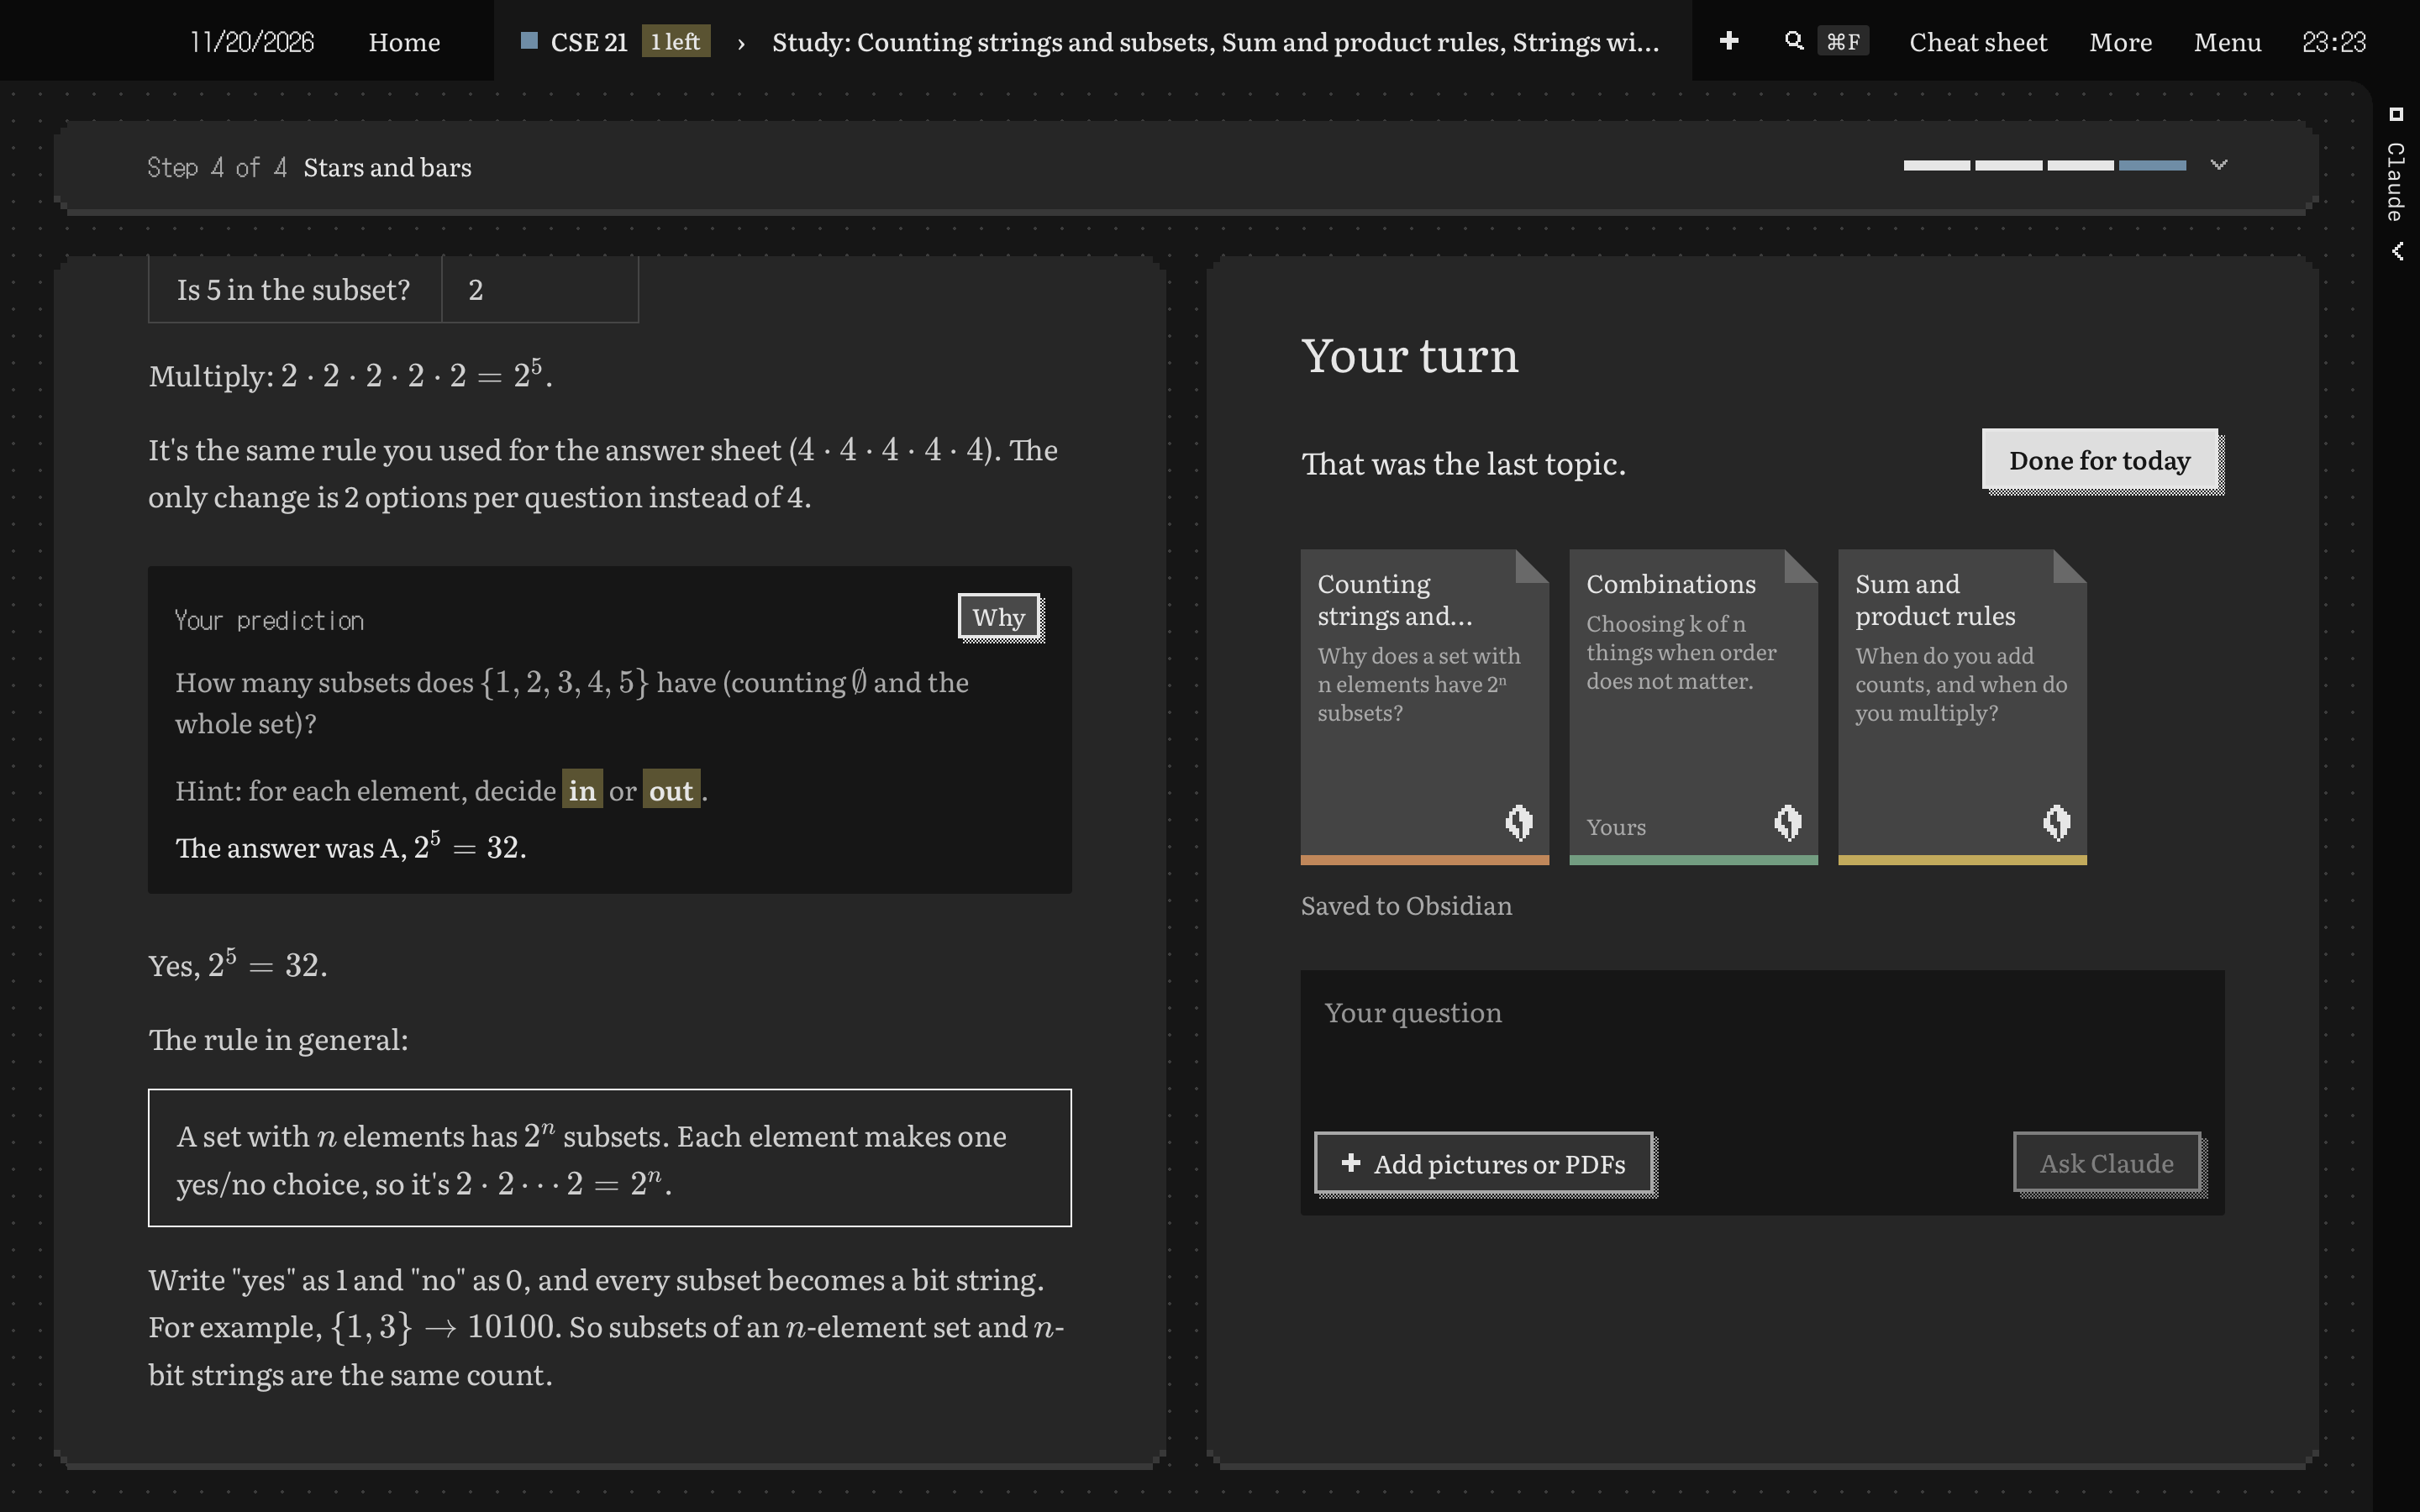 11/20/2026 Home CSE 21 1 left › Study: Counting strings and subsets, Sum and product rules, Strings wi... ⌘F Cheat sheet More Menu 23:23
Claude
Step 4 of 4 Stars and bars
Is 5 in the subset? 2
Multiply: 2 · 2 · 2 · 2 · 2 = 2⁵.
It's the same rule you used for the answer sheet (4 · 4 · 4 · 4 · 4). The
only change is 2 options per question instead of 4.
Your prediction Why
How many subsets does {1, 2, 3, 4, 5} have (counting ∅ and the
whole set)?
Hint: for each element, decide in or out.
The answer was A, 2⁵ = 32.
Yes, 2⁵ = 32.
The rule in general:
A set with n elements has 2ⁿ subsets. Each element makes one
yes/no choice, so it's 2 · 2 · · · 2 = 2ⁿ.
Write "yes" as 1 and "no" as 0, and every subset becomes a bit string.
For example, {1, 3} → 10100. So subsets of an n-element set and n-
bit strings are the same count.
Your turn
That was the last topic. Done for today
Counting
strings and...
Why does a set with
n elements have 2ⁿ
subsets?
Combinations
Choosing k of n
things when order
does not matter.
Yours
Sum and
product rules
When do you add
counts, and when do
you multiply?
Saved to Obsidian
Your question
Add pictures or PDFs Ask Claude